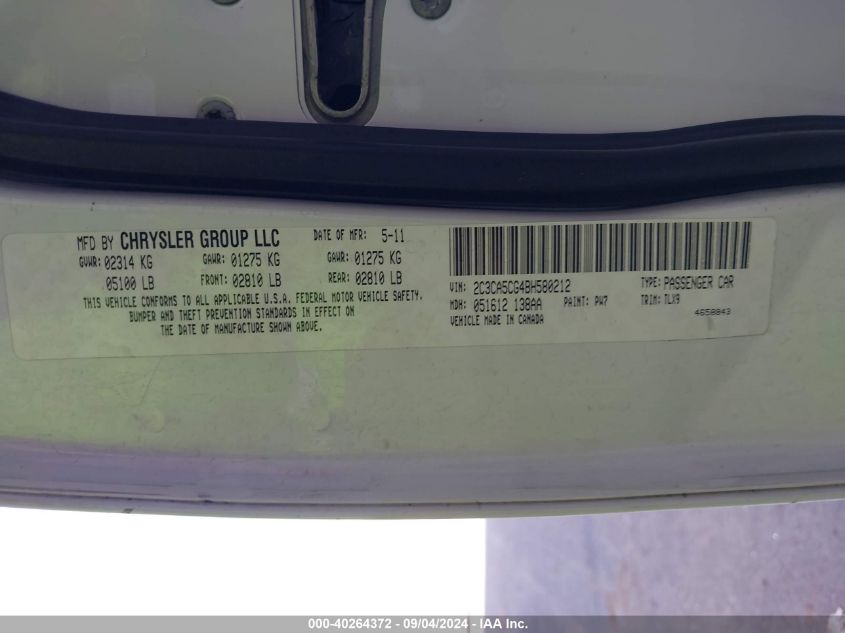 MFD BY CHRYSLER GROUP LLC DATE OF MFR: 5-11
GVWR: 02314 KG GAWR: 01275 KG GAWR: 01275 KG
05100 LB FRONT: 02810 LB REAR: 02810 LB
THIS VEHICLE CONFORMS TO ALL APPLICABLE U.S.A. FEDERAL MOTOR VEHICLE SAFETY,
BUMPER AND THEFT PREVENTION STANDARDS IN EFFECT ON
THE DATE OF MANUFACTURE SHOWN ABOVE.
VIN: 2C3CA5CG4BH580212 TYPE: PASSENGER CAR
MDH: 051612 138AA PAINT: PW7 TRIM: TLX9
VEHICLE MADE IN CANADA 4658843
000-40264372 - 09/04/2024 - IAA Inc.